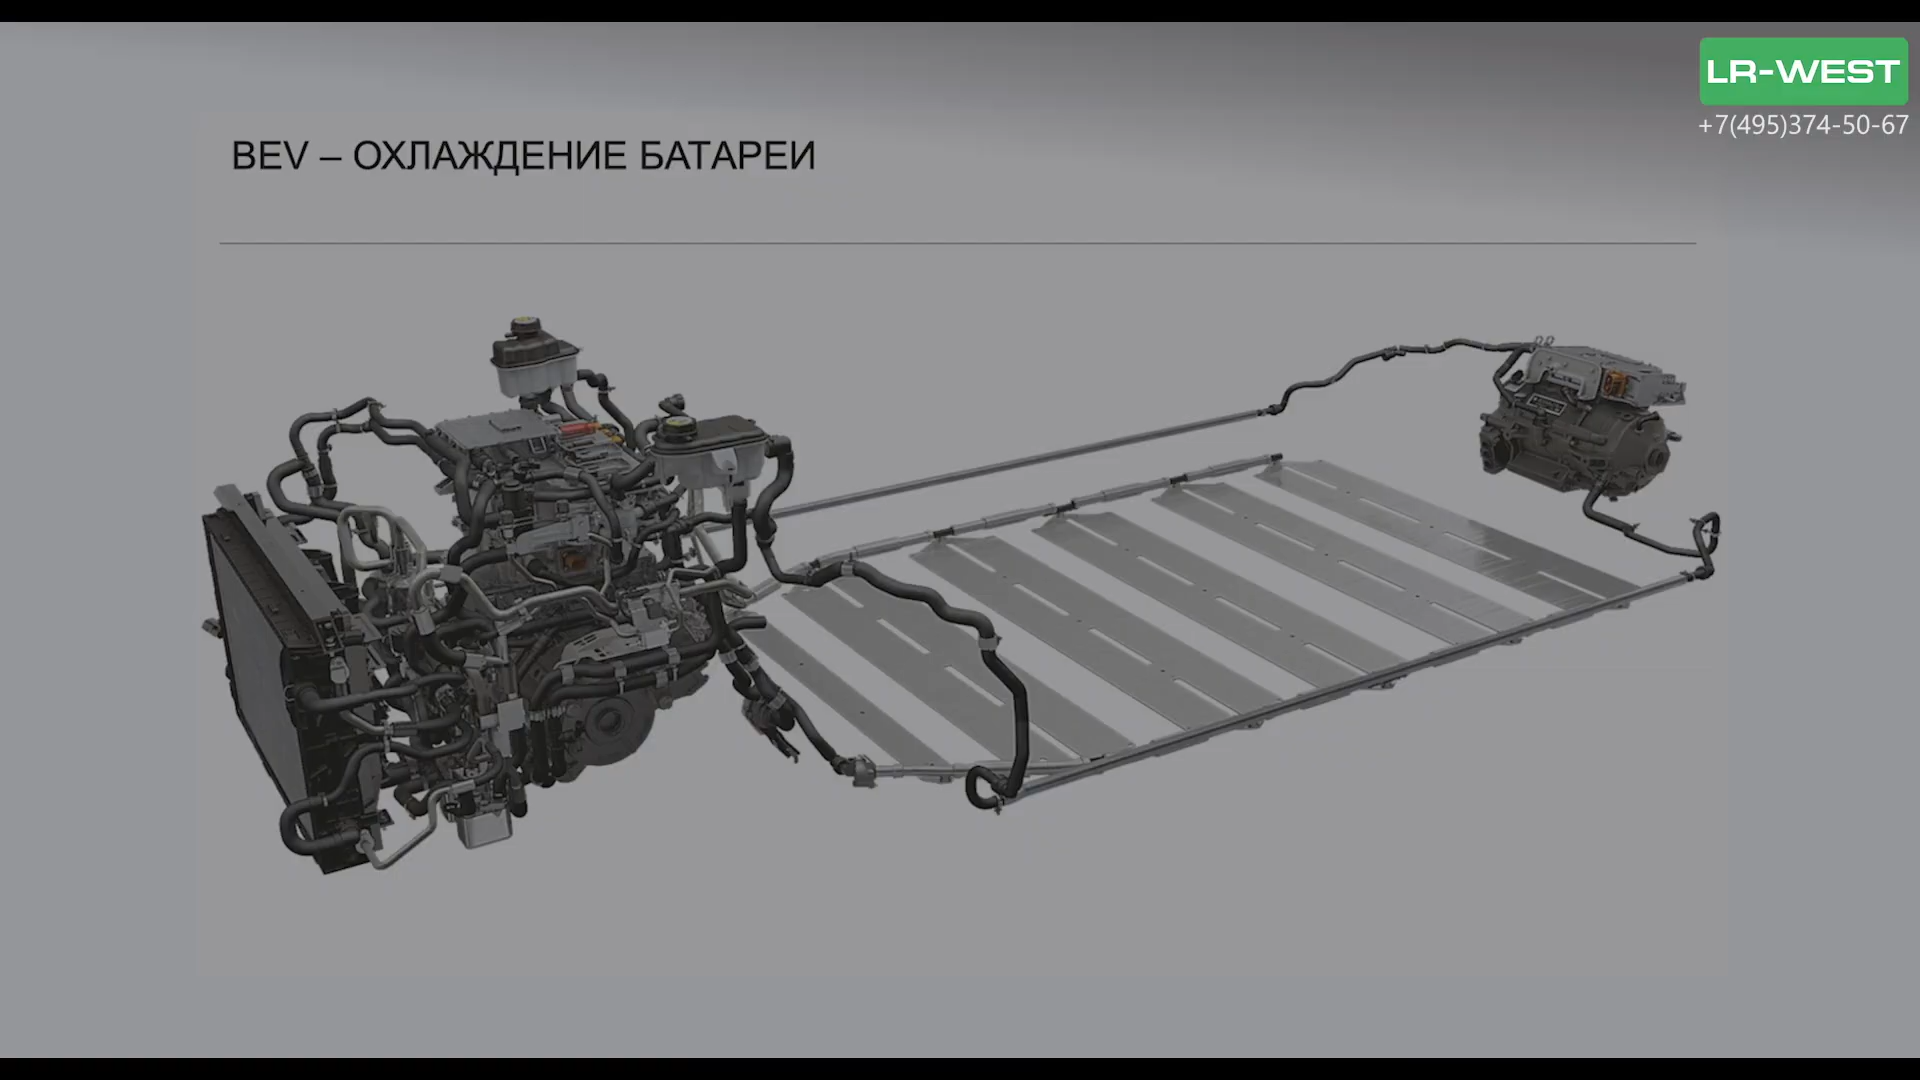 LR-WEST
+7(495)374-50-67
BEV – ОХЛАЖДЕНИЕ БАТАРЕИ